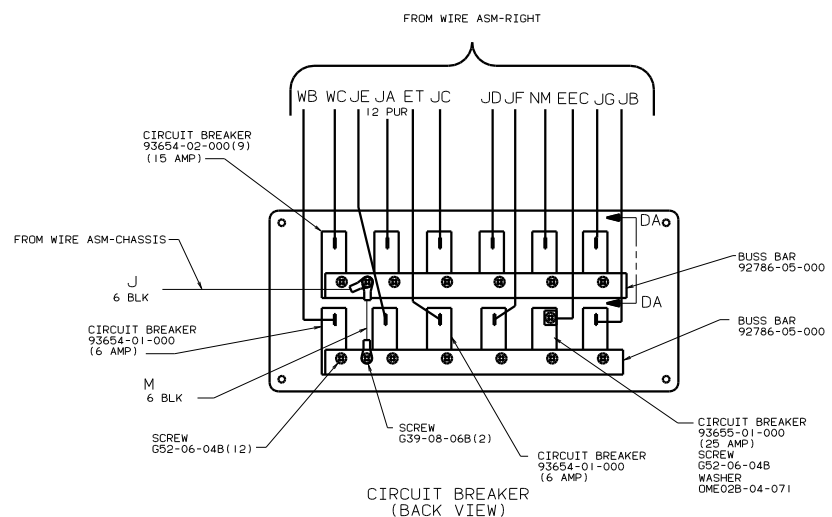 FROM WIRE ASM-RIGHT
WB WC JE JA ET JC JD JF NM EEC JG JB
12 PUR
CIRCUIT BREAKER
93654-02-000(9)
(15 AMP)
DA
FROM WIRE ASM-CHASSIS
BUSS BAR
92786-05-000
J
6 BLK
DA
CIRCUIT BREAKER
93654-01-000
(6 AMP)
BUSS BAR
92786-05-000
M
6 BLK
SCREW
G52-06-04B(12)
SCREW
G39-08-06B(2)
CIRCUIT BREAKER
93654-01-000
(6 AMP)
CIRCUIT BREAKER
93655-01-000
(25 AMP)
SCREW
G52-06-04B
WASHER
OME02B-04-071
CIRCUIT BREAKER
(BACK VIEW)